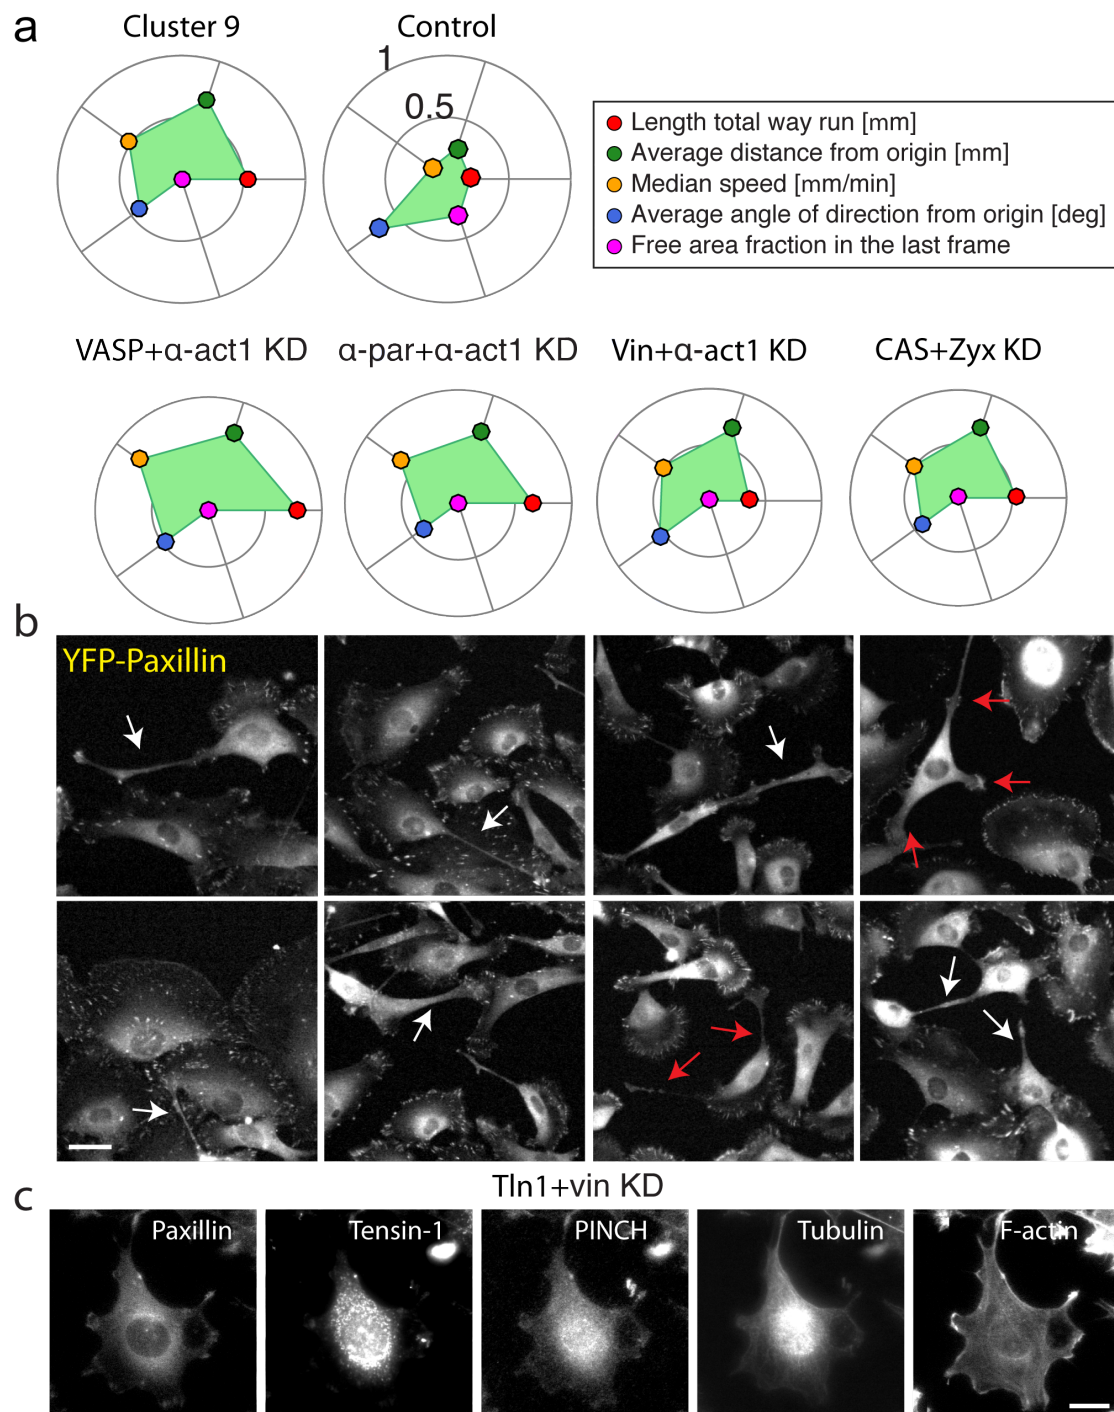 a
Cluster 9
Control
1
0.5
Length total way run [mm]
Average distance from origin [mm]
Median speed [mm/min]
Average angle of direction from origin [deg]
Free area fraction in the last frame
VASP+α-act1 KD
α-par+α-act1 KD
Vin+α-act1 KD
CAS+Zyx KD
b
YFP-Paxillin
c
Tln1+vin KD
Paxillin
Tensin-1
PINCH
Tubulin
F-actin